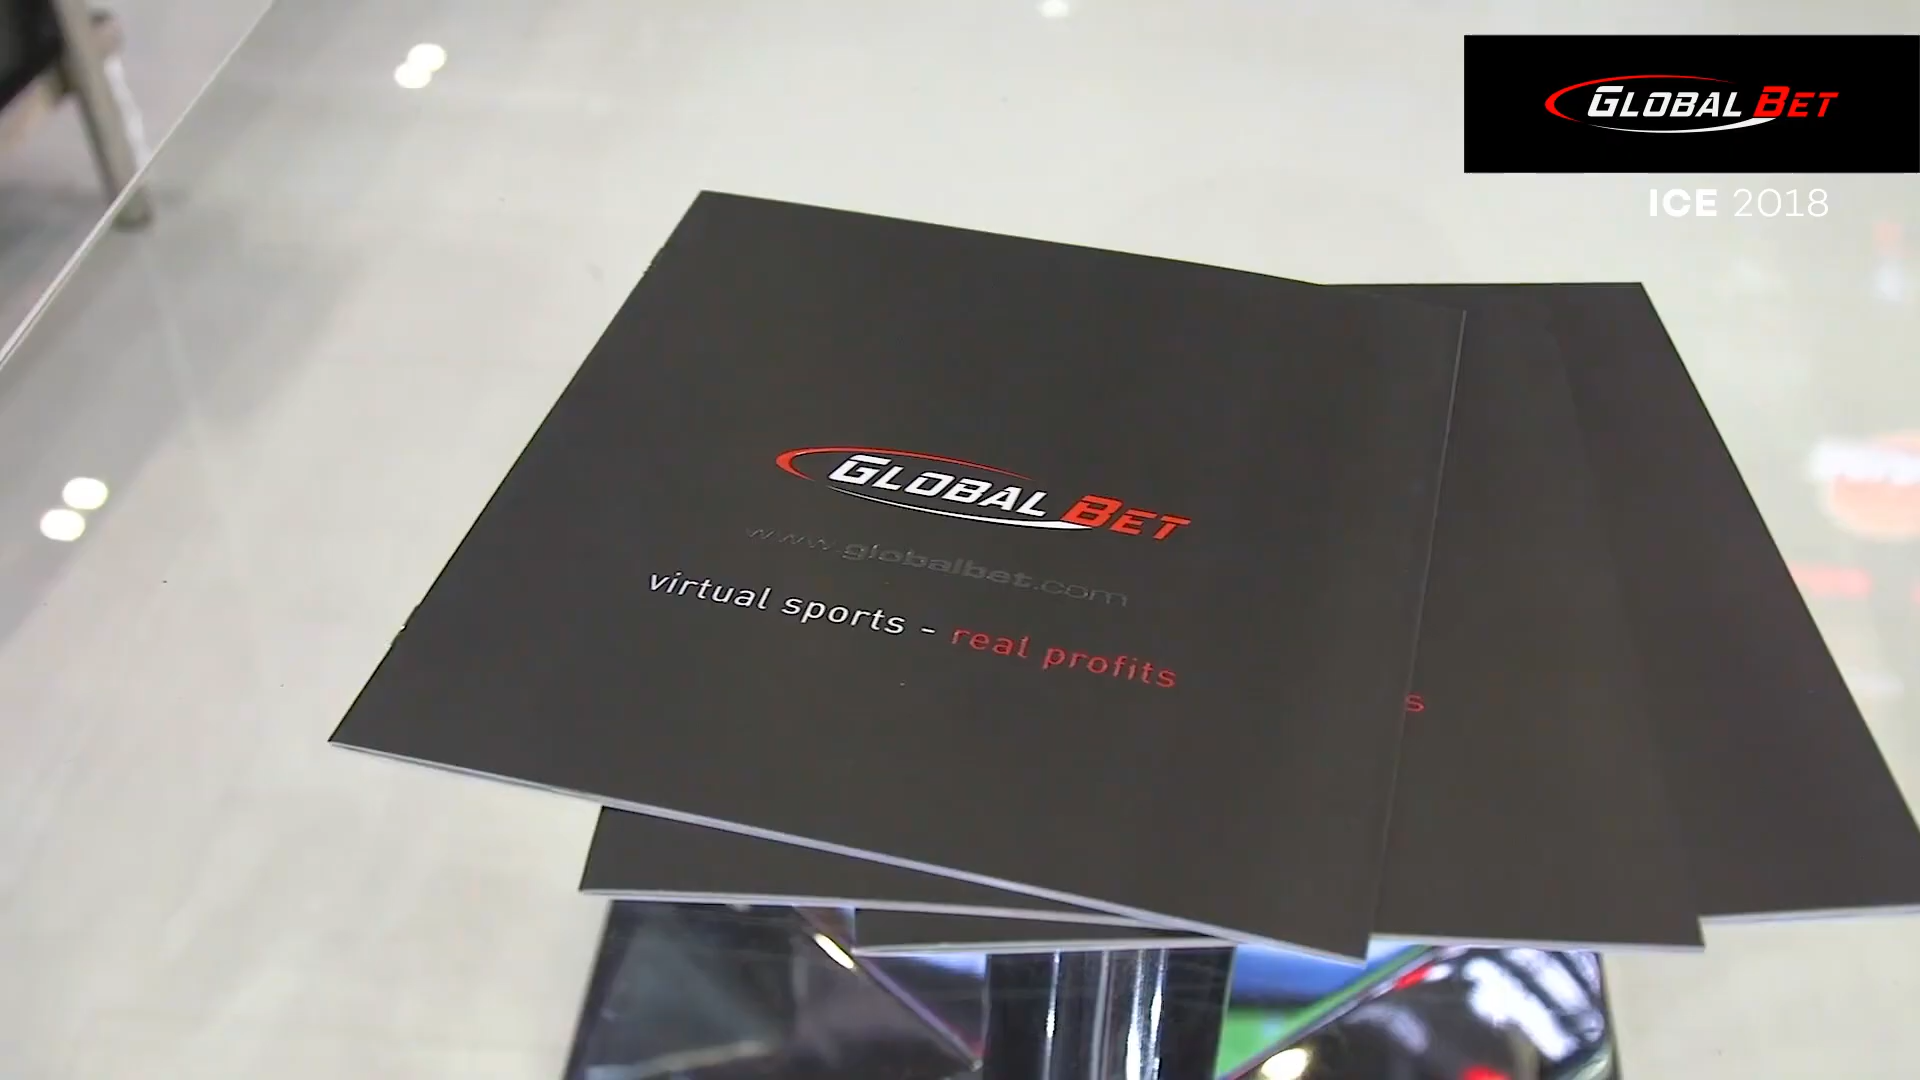 GLOBAL BET
ICE 2018
GLOBAL BET
www.globalbet.com
virtual sports - real profits
s